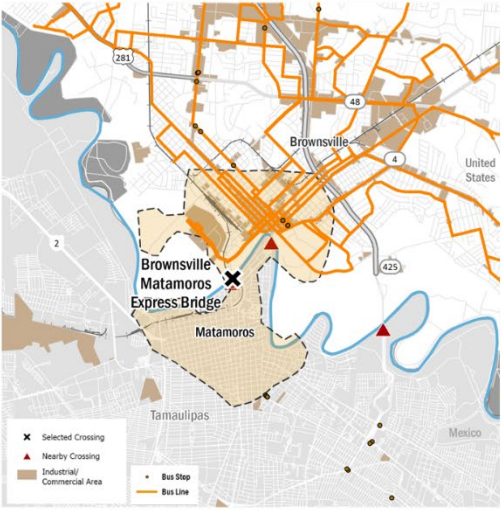 281
48
Brownsville
4
United
States
2
Brownsville
Matamoros
Express Bridge
425
Matamoros
Tamaulipas
Mexico
Selected Crossing
Nearby Crossing
Industrial/
Commercial Area
Bus Stop
Bus Line